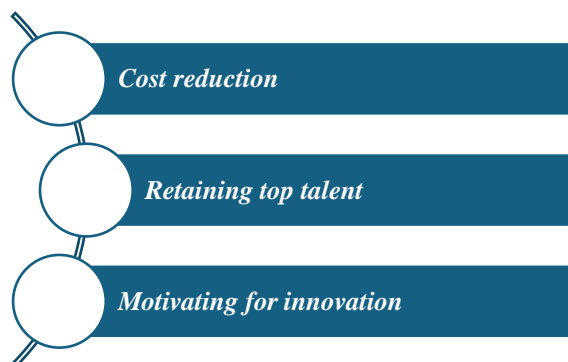 Cost reduction
Retaining top talent
Motivating for innovation